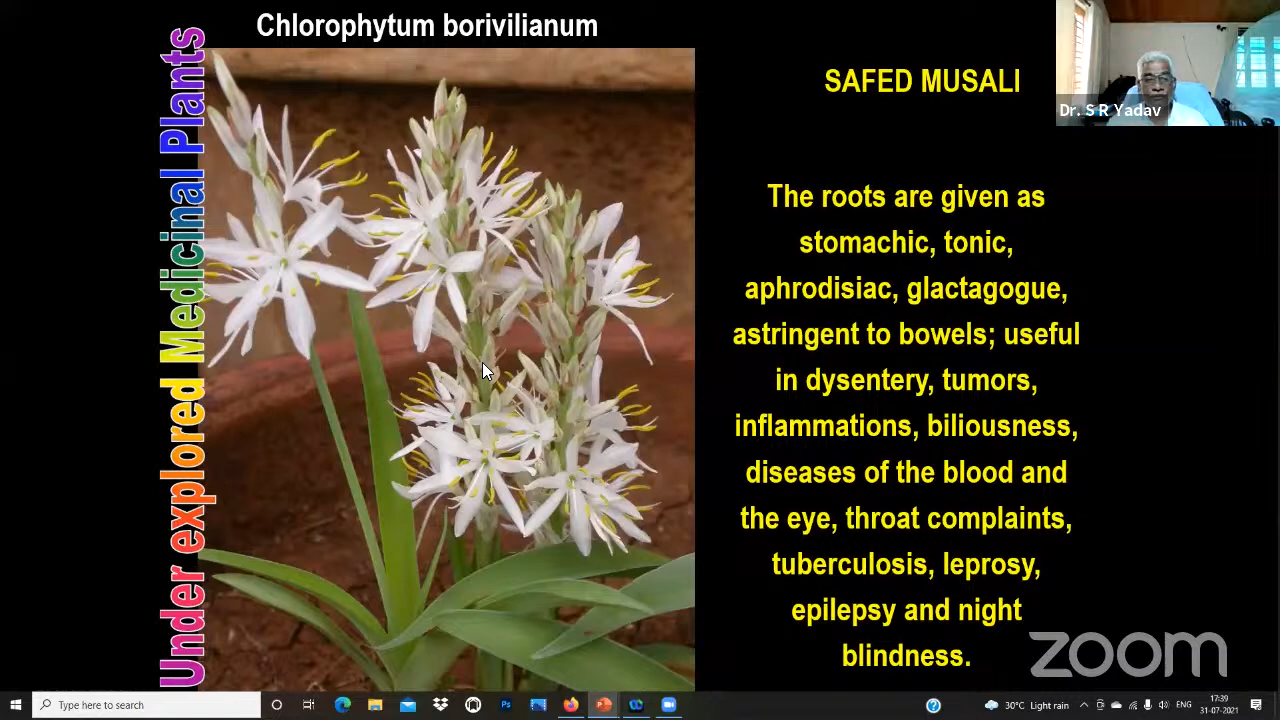 Chlorophytum borivilianum
Under explored Medicinal Plants
SAFED MUSALI
Dr. S R Yadav
The roots are given as
stomachic, tonic,
aphrodisiac, glactagogue,
astringent to bowels; useful
in dysentery, tumors,
inflammations, biliousness,
diseases of the blood and
the eye, throat complaints,
tuberculosis, leprosy,
epilepsy and night
blindness.
zoom
Type here to search
30°C Light rain
ENG
17:39
31-07-2021